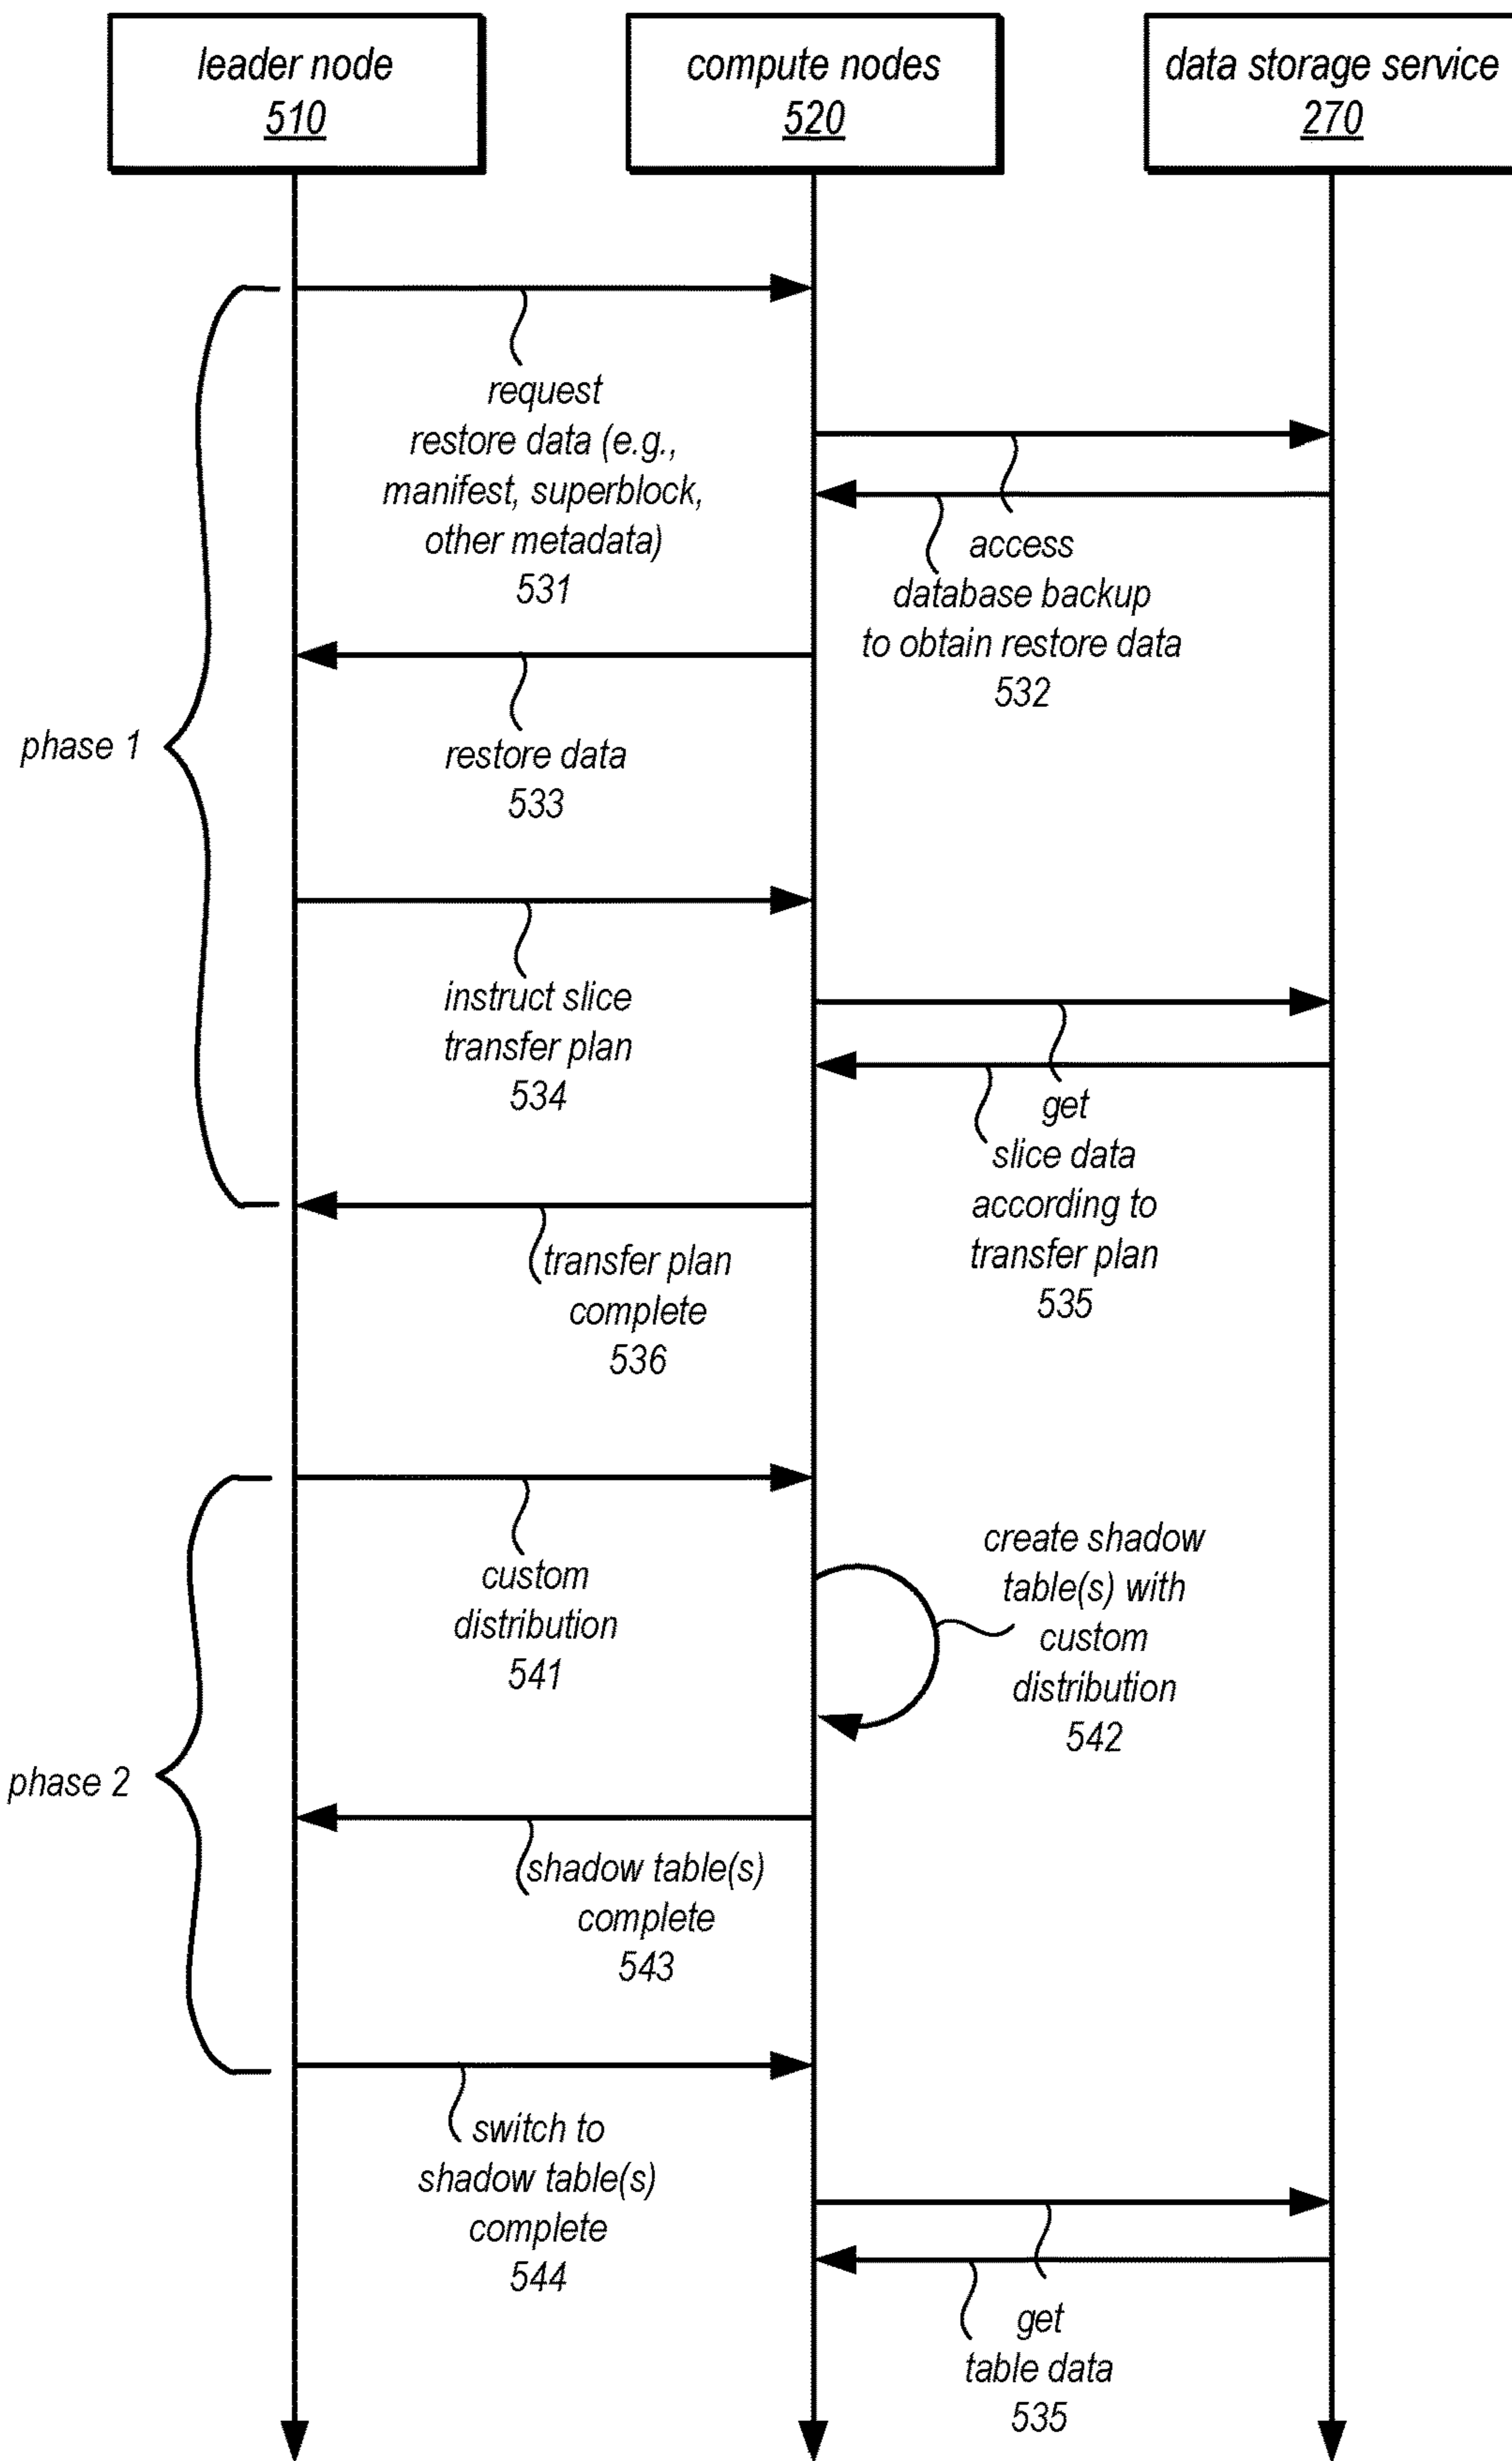 leader node
510
compute nodes
520
data storage service
270
request
restore data (e.g.,
manifest, superblock,
other metadata)
531
access
database backup
to obtain restore data
532
phase 1
restore data
533
instruct slice
transfer plan
534
get
slice data
according to
transfer plan
535
transfer plan
complete
536
custom
distribution
541
create shadow
table(s) with
custom
distribution
542
phase 2
shadow table(s)
complete
543
switch to
shadow table(s)
complete
544
get
table data
535